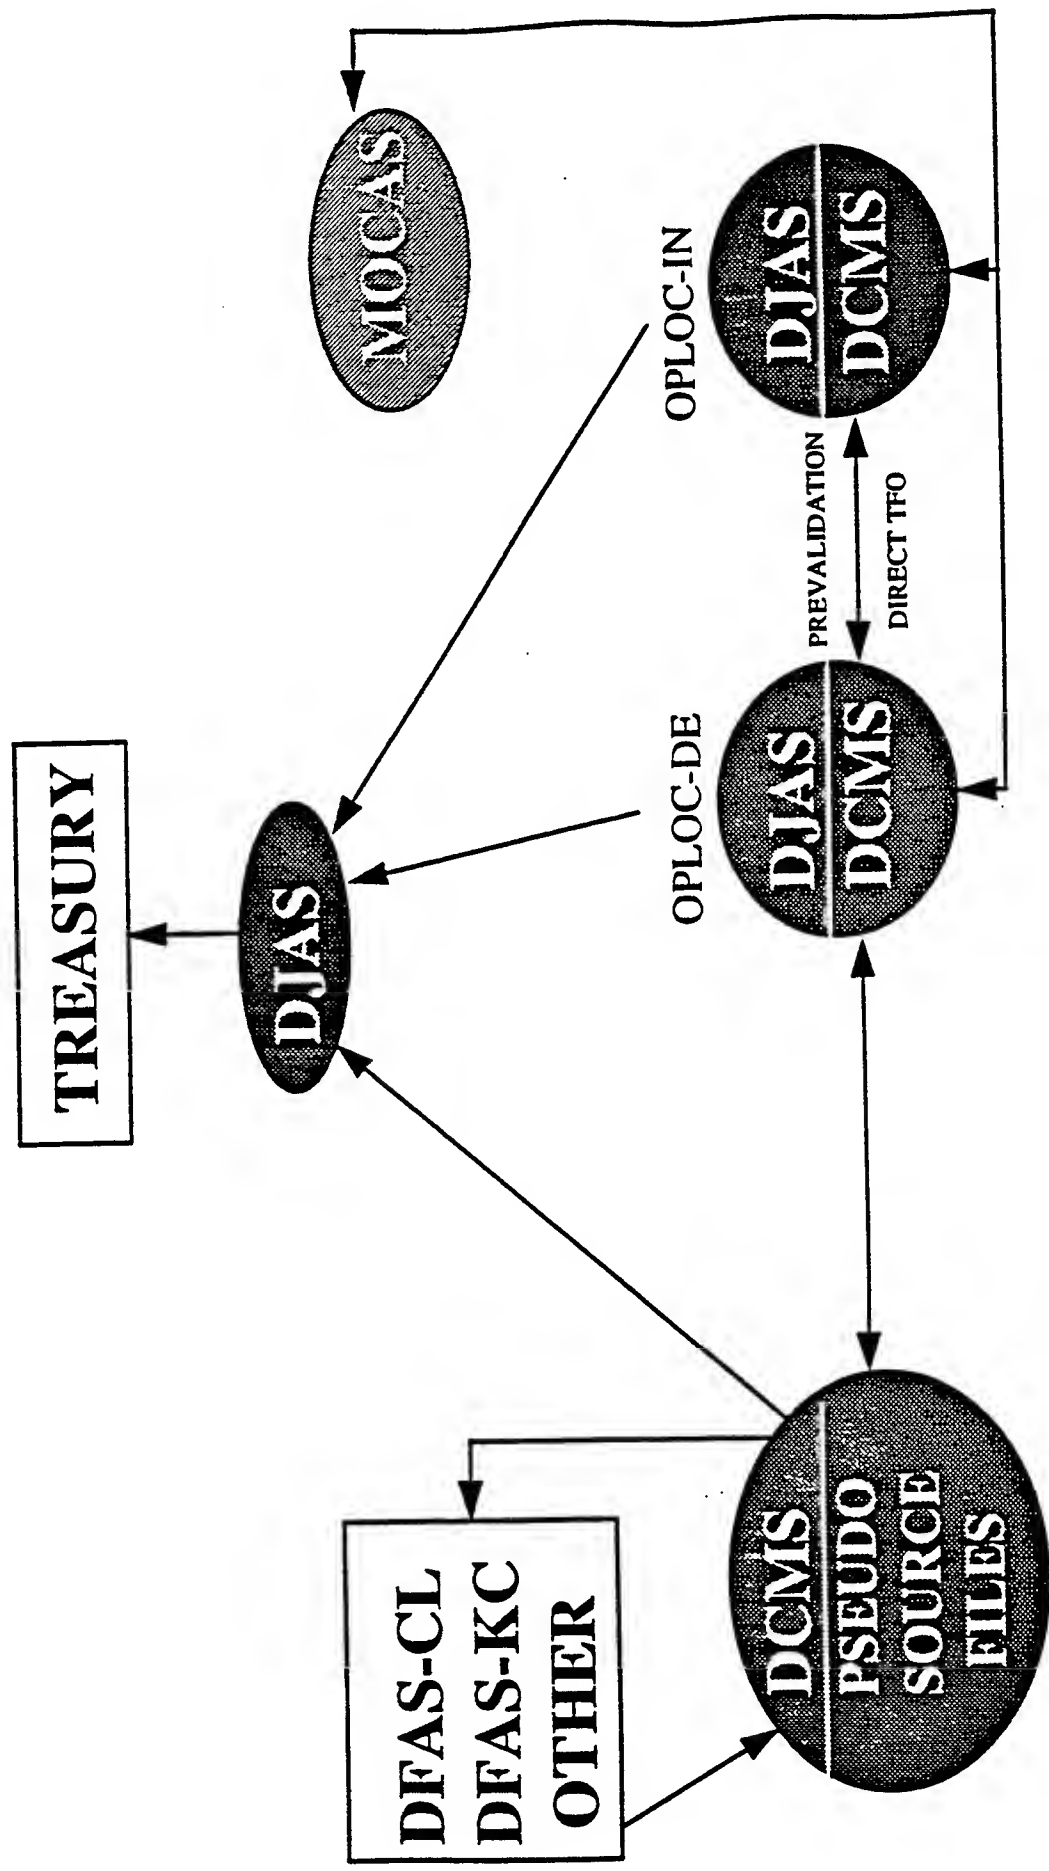 TREASURY
DJAS
MOCAS
DFAS-CL
DFAS-KC
OTHER
OPLOC-DE
OPLOC-IN
DCMS
PSEUDO
SOURCE
FILES
DJAS
DCMS
PREVALIDATION
DIRECT TFO
DJAS
DCMS